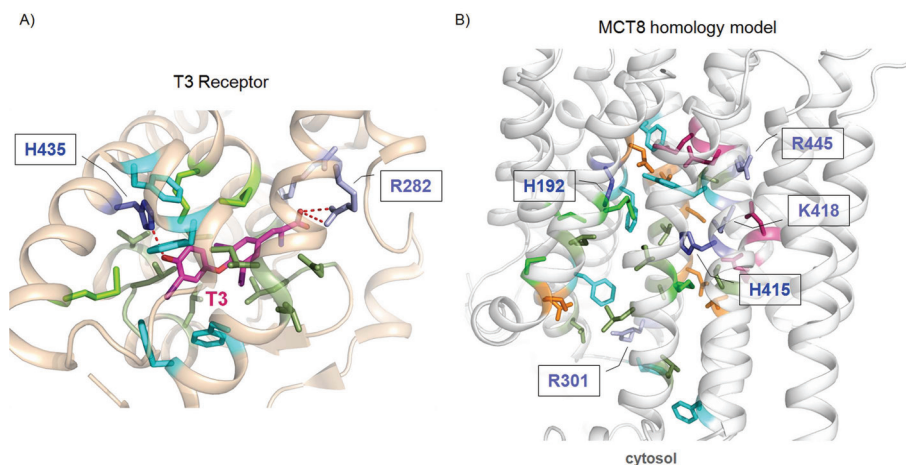 A)
T3 Receptor
H435
R282
T3
B)
MCT8 homology model
R445
H192
K418
H415
R301
cytosol